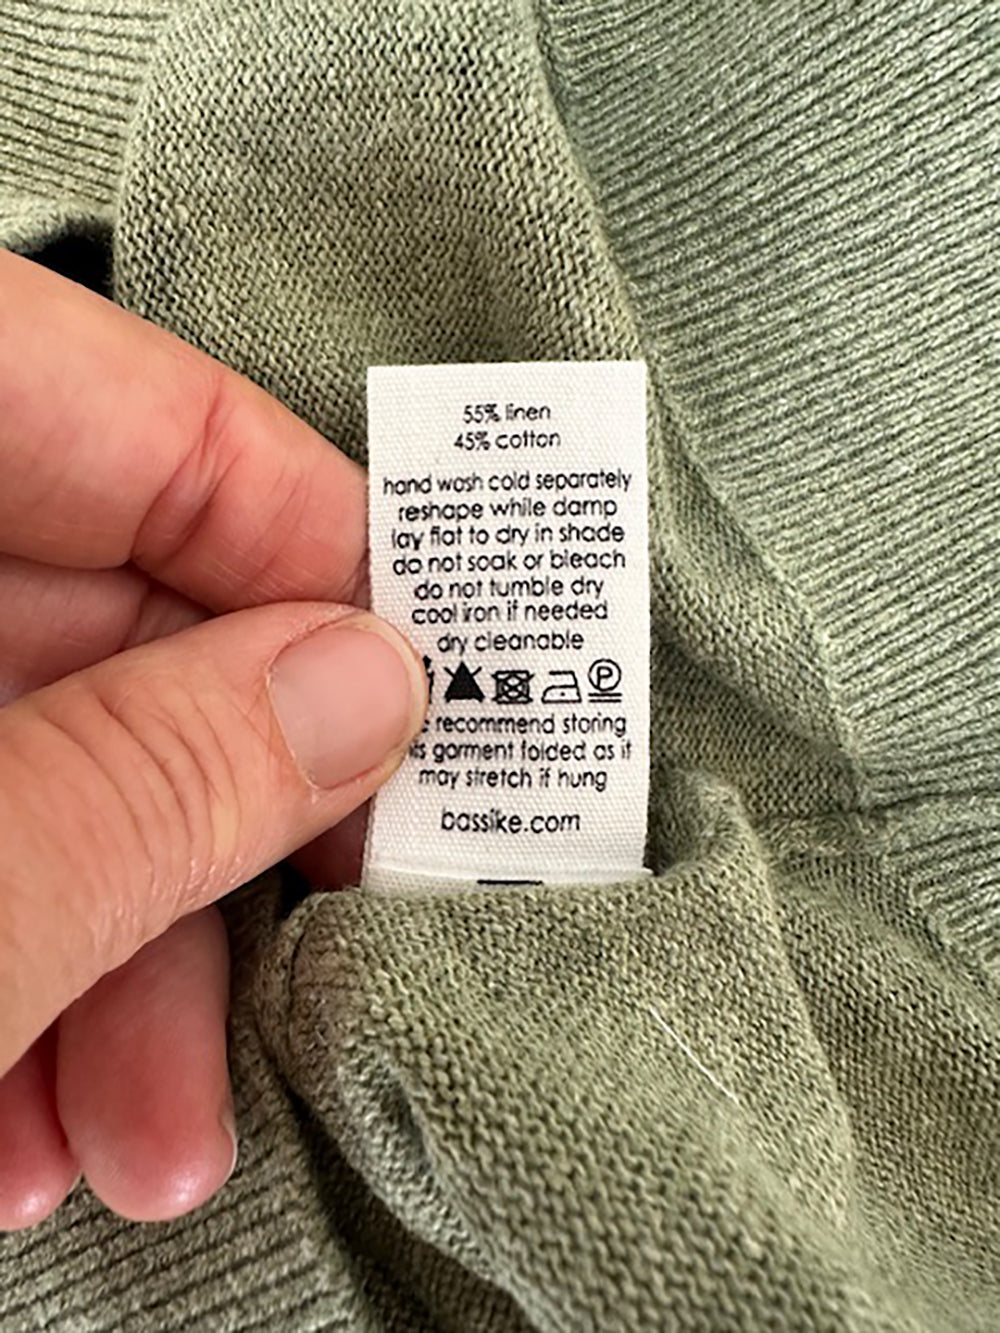 55% linen
45% cotton
hand wash cold separately
reshape while damp
lay flat to dry in shade
do not soak or bleach
do not tumble dry
cool iron if needed
dry cleanable
P
recommend storing
garment folded as it
may stretch if hung
bassike.com